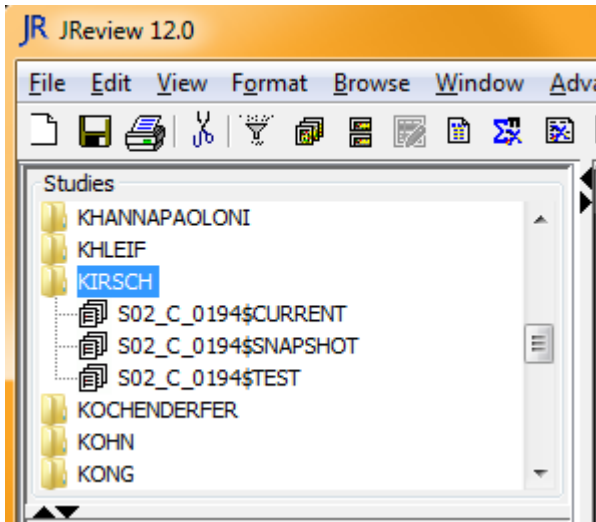 JR JReview 12.0
File Edit View Format Browse Window
Studies
KHANNAPAOLONI
KHLEIF
KIRSCH
S02_C_0194$CURRENT
S02_C_0194$SNAPSHOT
S02_C_0194$TEST
KOCHENDERFER
KOHN
KONG